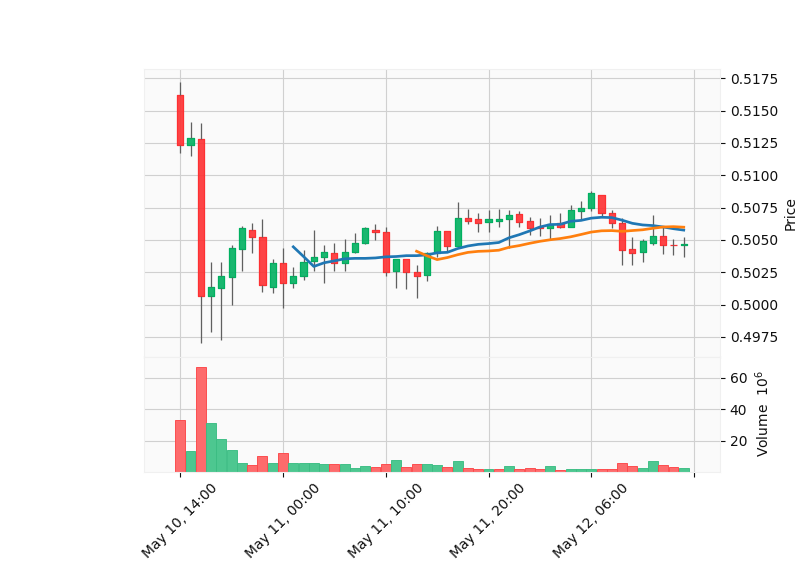 0.5175
0.5150
0.5125
0.5100
0.5075
0.5050
0.5025
0.5000
0.4975
Price
60
40
20
Volume 10⁶
May 10, 14:00
May 11, 00:00
May 11, 10:00
May 11, 20:00
May 12, 06:00